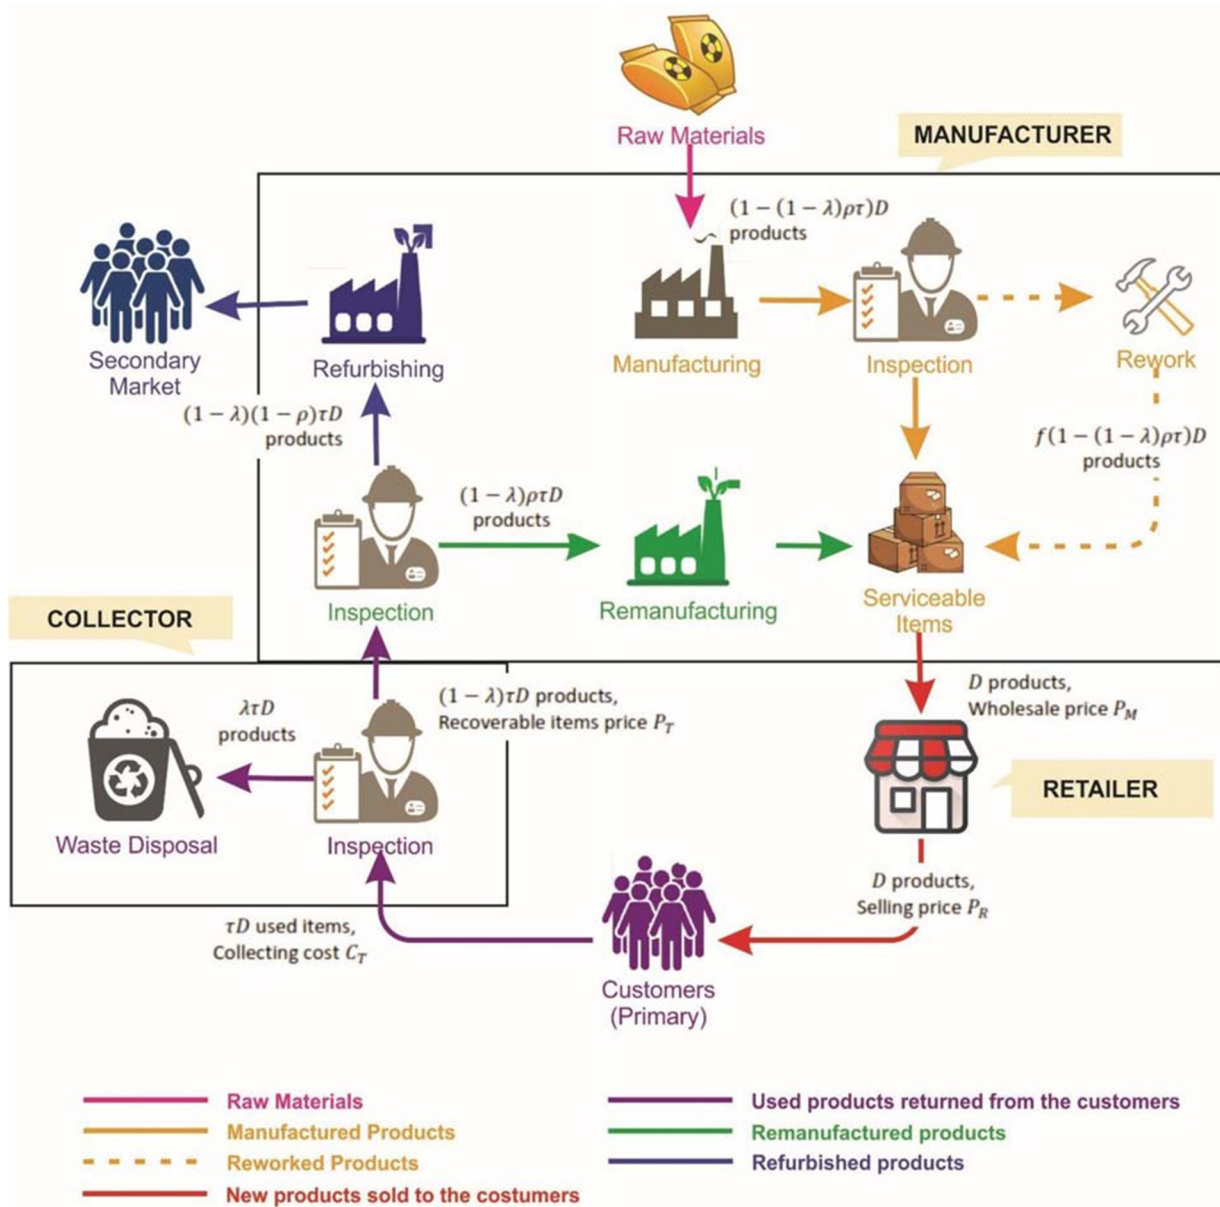 Raw Materials
MANUFACTURER
(1-(1-λ)ρτ)D
products
Manufacturing
Inspection
Rework
Secondary
Market
Refurbishing
(1-λ)(1-ρ)τD
products
f(1-(1-λ)ρτ)D
products
(1-λ)ρτD
products
Inspection
Remanufacturing
Serviceable
Items
COLLECTOR
λτD
products
(1-λ)τD products,
Recoverable items price P_T
Waste Disposal
Inspection
D products,
Wholesale price P_M
RETAILER
D products,
Selling price P_R
τD used items,
Collecting cost C_T
Customers
(Primary)
Raw Materials
Manufactured Products
Reworked Products
New products sold to the costumers
Used products returned from the customers
Remanufactured products
Refurbished products